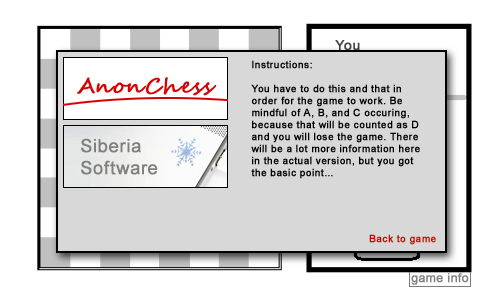 You
AnonChess
Siberia
Software
Instructions:
You have to do this and that in
order for the game to work. Be
mindful of A, B, and C occuring,
because that will be counted as D
and you will lose the game. There
will be a lot more information here
in the actual version, but you got
the basic point...
Back to game
game info